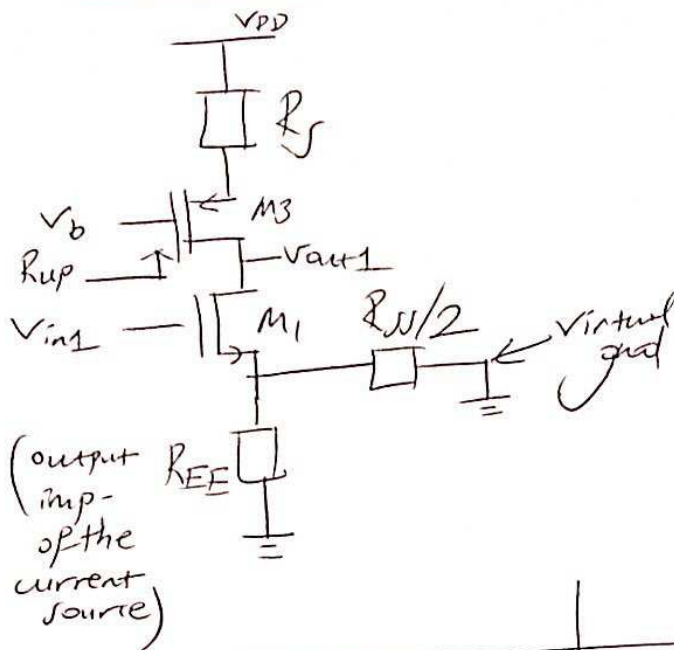 VDD
Rs
M3
Vb
Rup
Vout1
Vin1
M1
Rss/2
virtual
gnd
(output
imp-
of the
current
source)
REE